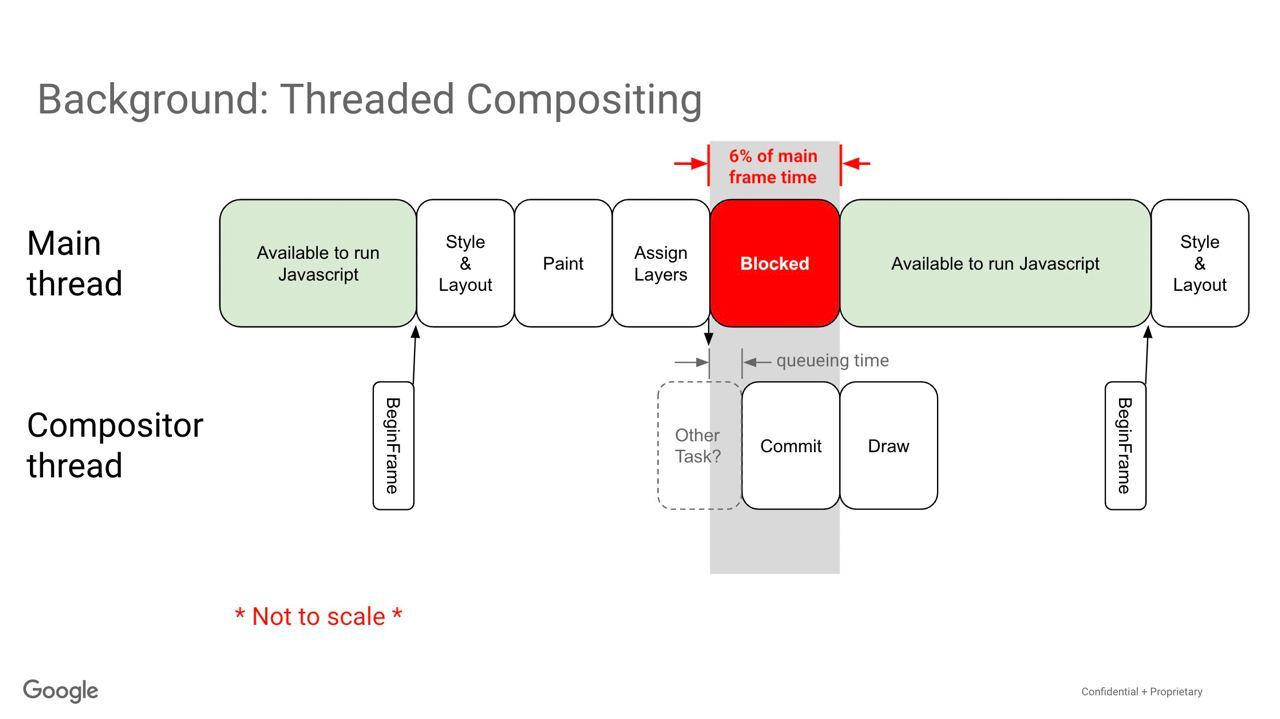 Background: Threaded Compositing
6% of main
frame time
Main
thread
Available to run
Javascript
Style
&
Layout
Paint
Assign
Layers
Blocked
Available to run Javascript
Style
&
Layout
queueing time
Compositor
thread
BeginFrame
Other
Task?
Commit
Draw
BeginFrame
* Not to scale *
Google
Confidential + Proprietary